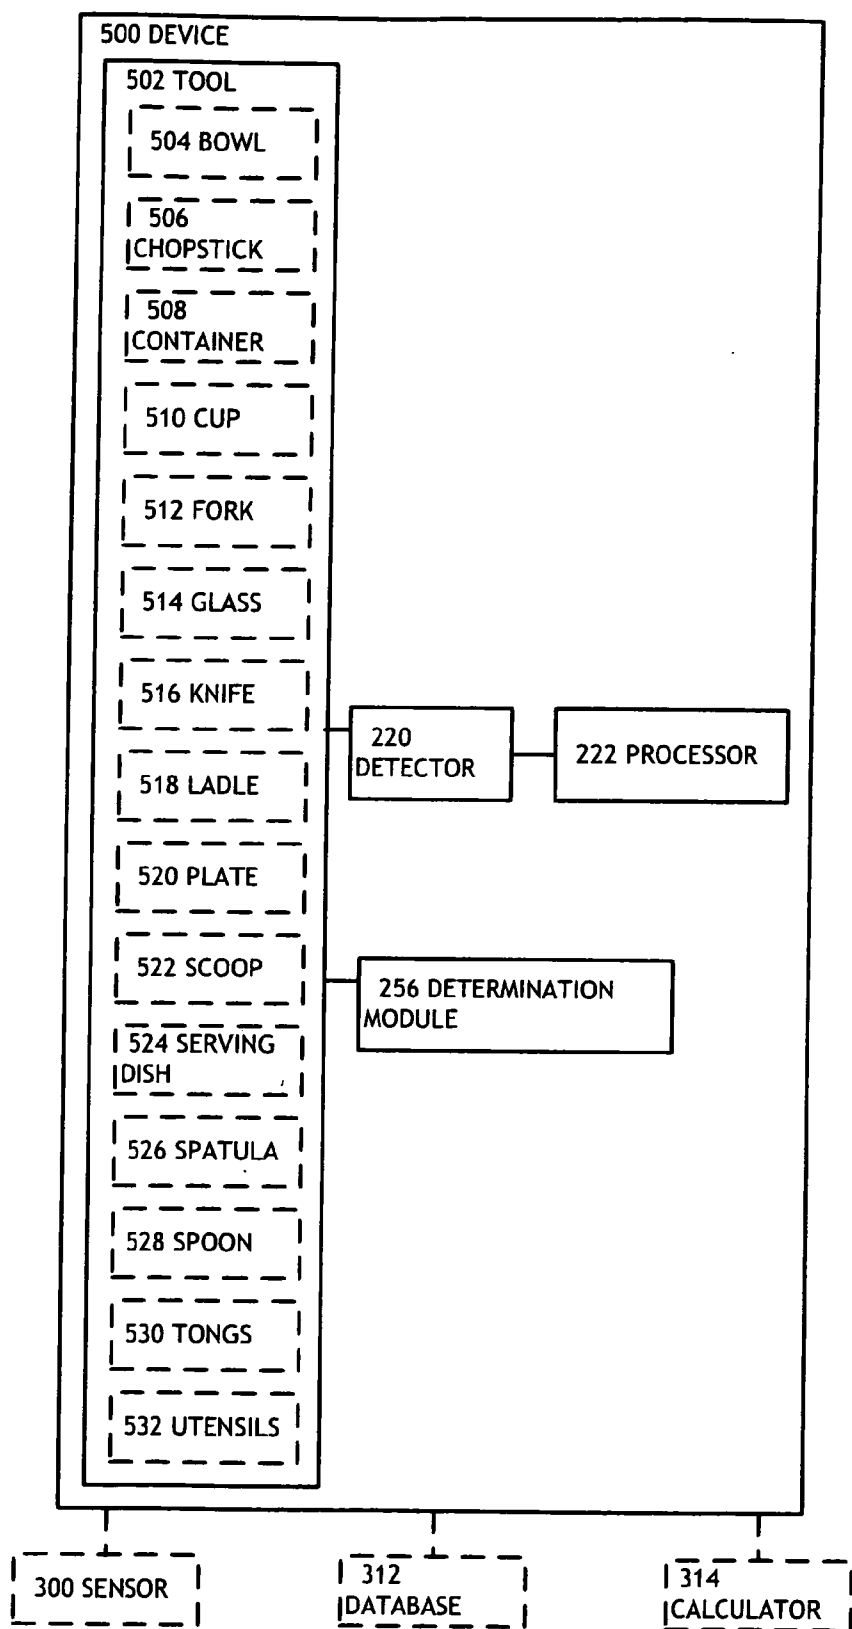 500 DEVICE
502 TOOL
504 BOWL
506
CHOPSTICK
508
CONTAINER
510 CUP
512 FORK
514 GLASS
516 KNIFE
518 LADLE
520 PLATE
522 SCOOP
524 SERVING
DISH
526 SPATULA
528 SPOON
530 TONGS
532 UTENSILS
220
DETECTOR
222 PROCESSOR
256 DETERMINATION
MODULE
300 SENSOR
312
DATABASE
314
CALCULATOR